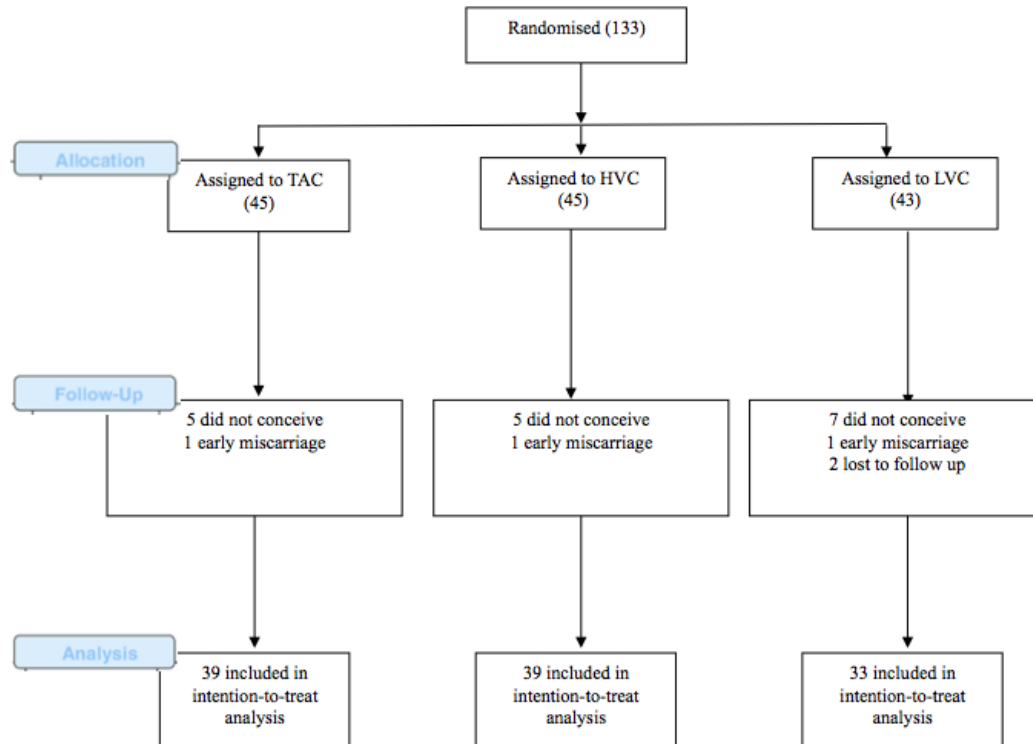 Randomised (133)
Allocation
Assigned to TAC
(45)
Assigned to HVC
(45)
Assigned to LVC
(43)
Follow-Up
5 did not conceive
1 early miscarriage
5 did not conceive
1 early miscarriage
7 did not conceive
1 early miscarriage
2 lost to follow up
Analysis
39 included in
intention-to-treat
analysis
39 included in
intention-to-treat
analysis
33 included in
intention-to-treat
analysis